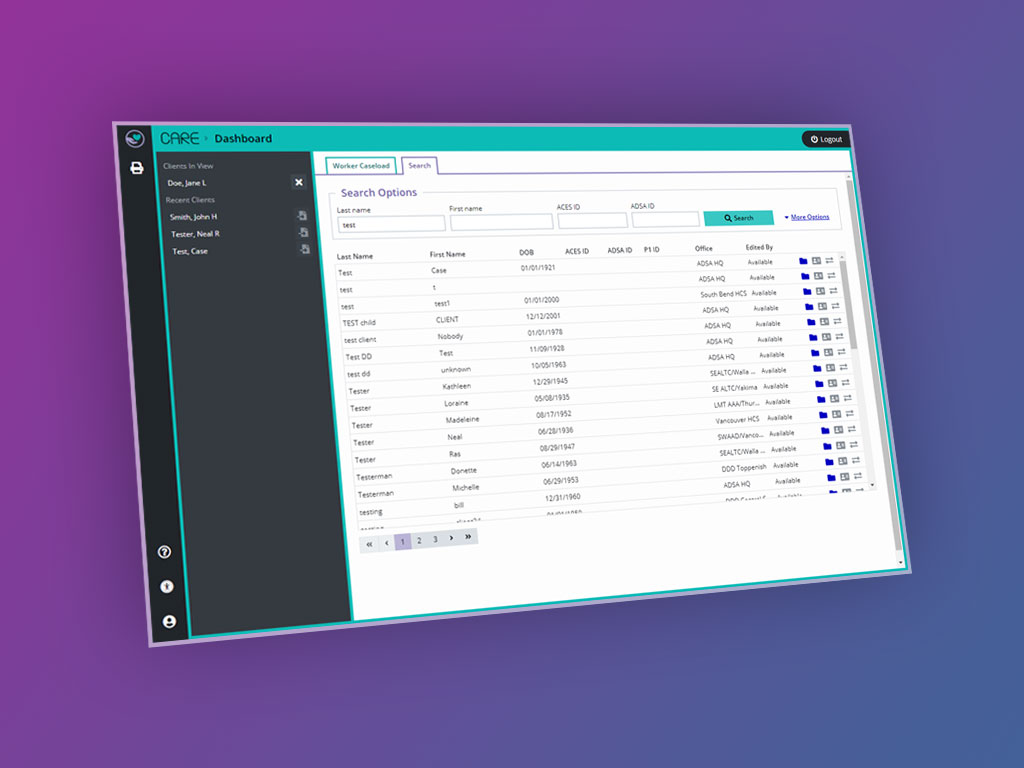 CARE › Dashboard
Logout
Clients In View
Doe, Jane L
Recent Clients
Smith, John H
Tester, Neal R
Test, Case
Worker Caseload Search
Search Options
Last name First name ACES ID ADSA ID
test Search More Options
Last Name First Name DOB ACES ID ADSA ID P1 ID Office Edited By
Test Case 01/01/1921 ADSA HQ Available
test t ADSA HQ Available
test test1 01/01/2000 South Bend HCS Available
TEST child CLIENT 12/12/2001 ADSA HQ Available
test client Nobody 01/01/1978 ADSA HQ Available
Test DD Test 11/09/1928 ADSA HQ Available
test dd unknown 10/05/1963 ADSA HQ Available
Tester Kathleen 12/29/1945 SEALTC/Walla ... Available
Tester Loraine 05/08/1935 SE ALTC/Yakima Available
Tester Madeleine 08/17/1952 LMT AAA/Thur... Available
Tester Neal 06/28/1936 Vancouver HCS Available
Tester Ras 08/29/1947 SWAAD/Vanco... Available
Testerman Donette 06/14/1963 SEALTC/Walla ... Available
Testerman Michelle 06/29/1953 DDD Toppenish Available
testing bill 12/31/1960 ADSA HQ Available
« ‹ 1 2 3 › »